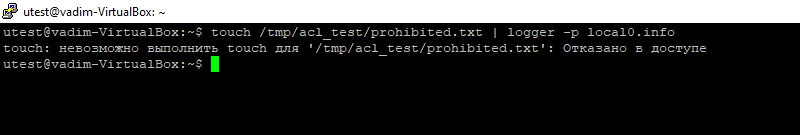 utest@vadim-VirtualBox: ~
utest@vadim-VirtualBox:~$ touch /tmp/acl_test/prohibited.txt | logger -p local0.info
touch: невозможно выполнить touch для '/tmp/acl_test/prohibited.txt': Отказано в доступе
utest@vadim-VirtualBox:~$